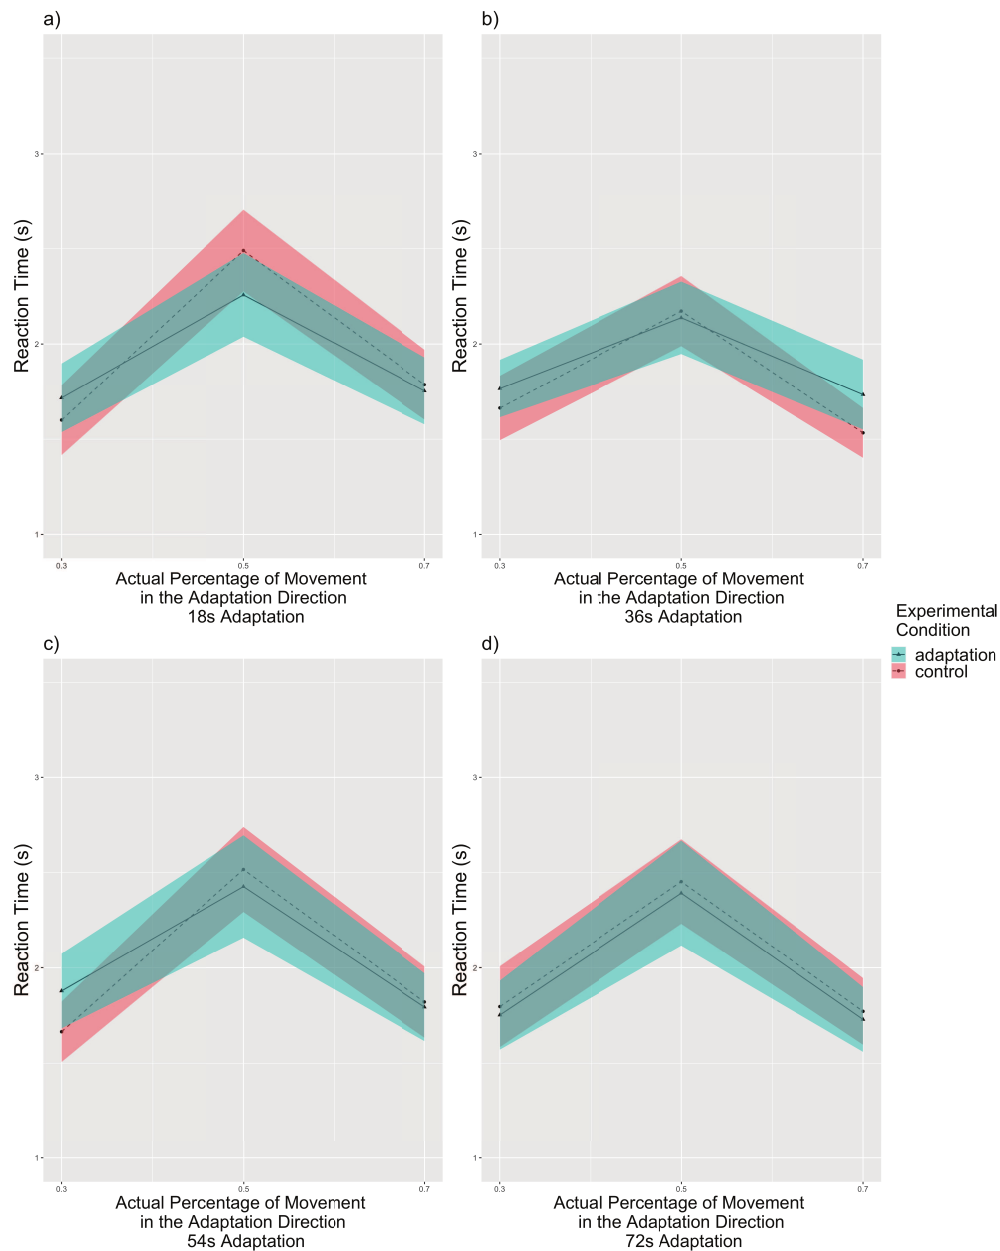 a)
3
2
1
Reaction Time (s)
0.3
0.5
0.7
Actual Percentage of Movement
in the Adaptation Direction
18s Adaptation
b)
3
2
1
Reaction Time (s)
0.3
0.5
0.7
Actual Percentage of Movement
in :he Adaptation Direction
36s Adaptation
Experimental
Condition
adaptation
control
c)
3
2
1
Reaction Time (s)
0.3
0.5
0.7
Actual Percentage of Movement
in the Adaptation Direction
54s Adaptation
d)
3
2
1
Reaction Time (s)
0.3
0.5
0.7
Actual Percentage of Movement
in the Adaptation Direction
72s Adaptation